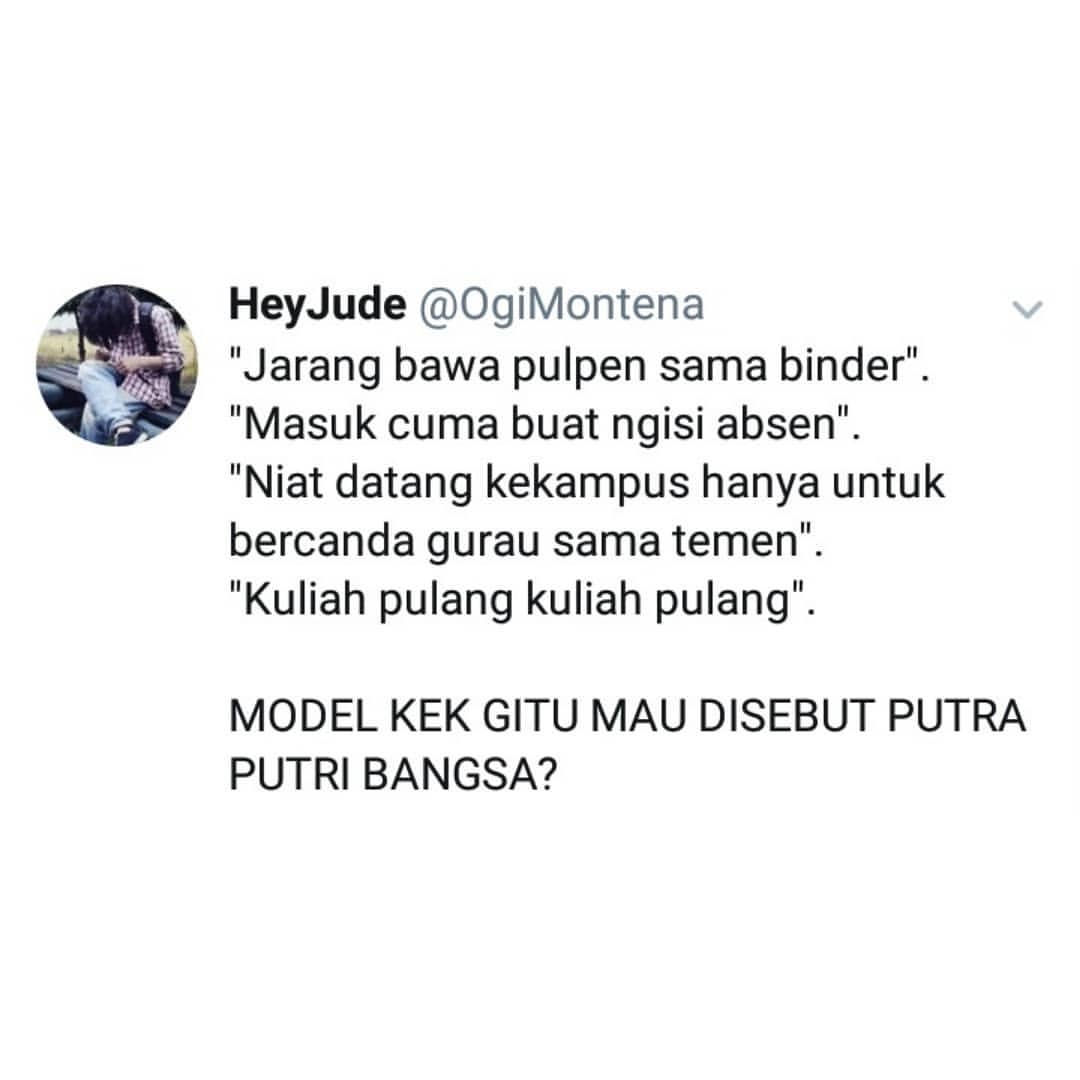 HeyJude @OgiMontena
"Jarang bawa pulpen sama binder".
"Masuk cuma buat ngisi absen".
"Niat datang kekampus hanya untuk
bercanda gurau sama temen".
"Kuliah pulang kuliah pulang".
MODEL KEK GITU MAU DISEBUT PUTRA
PUTRI BANGSA?